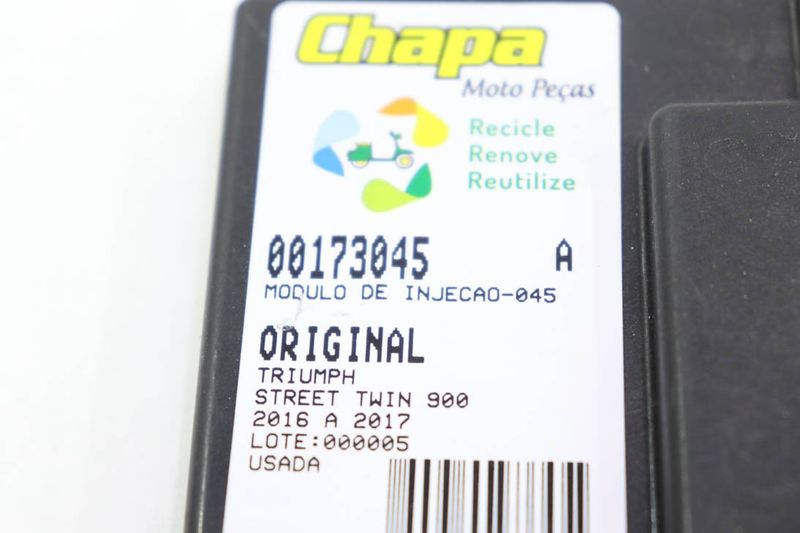 Chapa
Moto Peças
Recicle
Renove
Reutilize
00173045 A
MODULO DE INJECAO-045
ORIGINAL
TRIUMPH
STREET TWIN 900
2016 A 2017
LOTE:000005
USADA